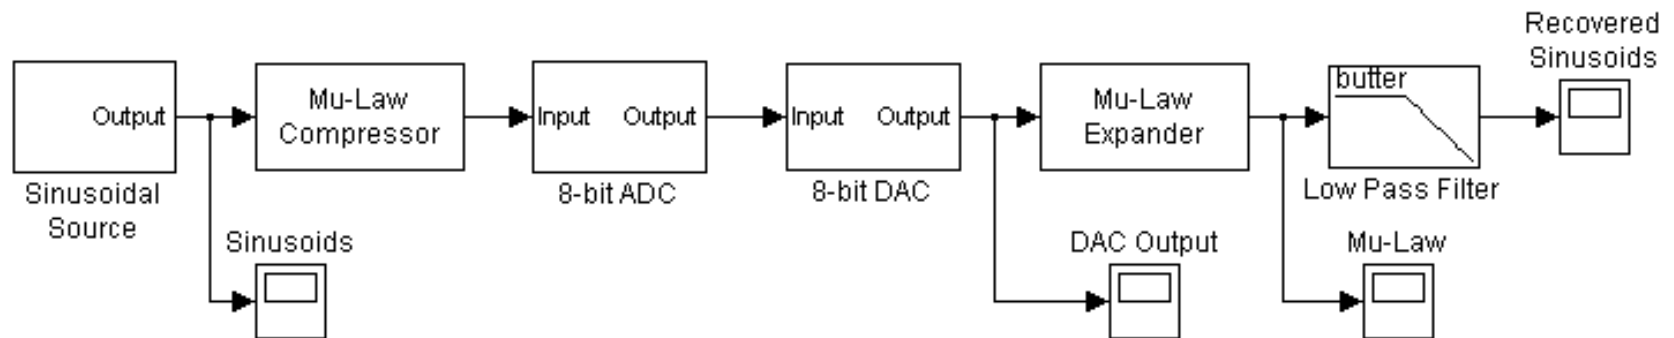 Recovered
Sinusoids
Output
Mu-Law
Compressor
Input Output
Input Output
Mu-Law
Expander
butter
Sinusoidal
Source
8-bit ADC
8-bit DAC
Low Pass Filter
Sinusoids
DAC Output
Mu-Law